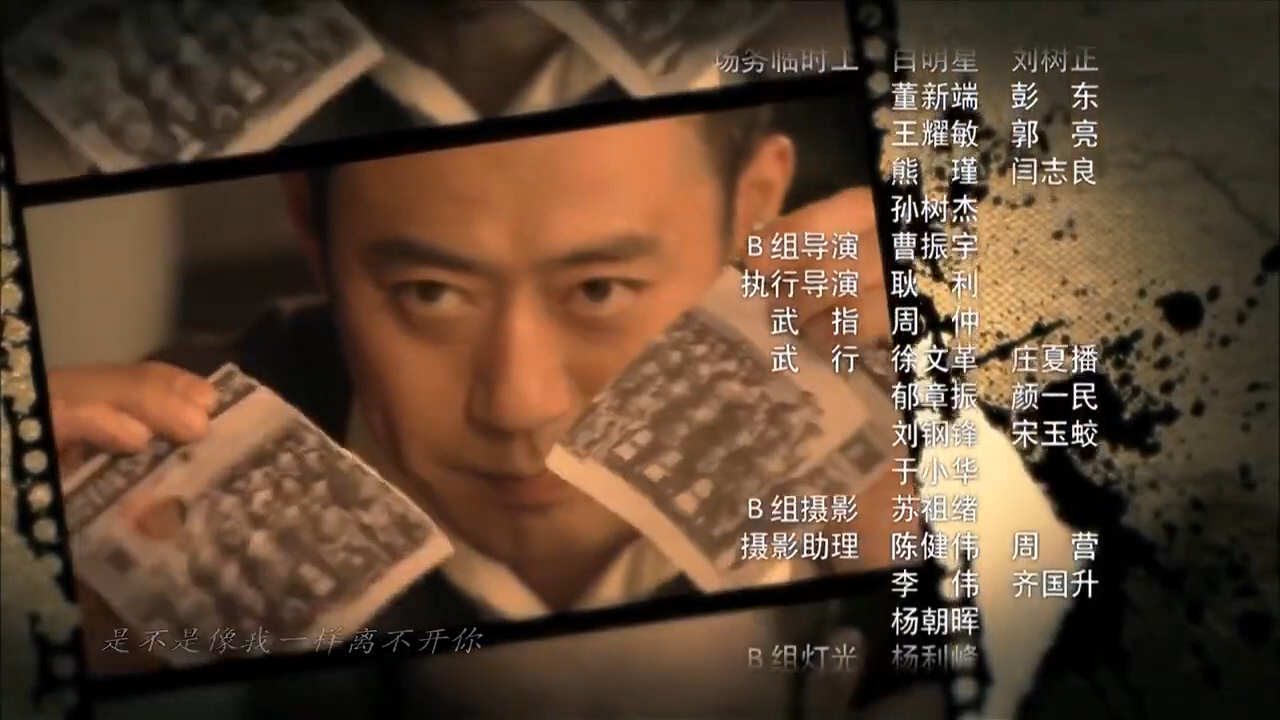 场务临时工 白明星 刘树正
董新端 彭 东
王耀敏 郭 亮
熊 瑾 闫志良
孙树杰
B组导演 曹振宇
执行导演 耿 利
武 指 周 仲
武 行 徐文革 庄夏播
郁章振 颜一民
刘钢锋 宋玉蛟
于小华
B组摄影 苏祖绪
摄影助理 陈健伟 周 营
李 伟 齐国升
杨朝晖
B组灯光 杨利峰
是不是像我一样离不开你